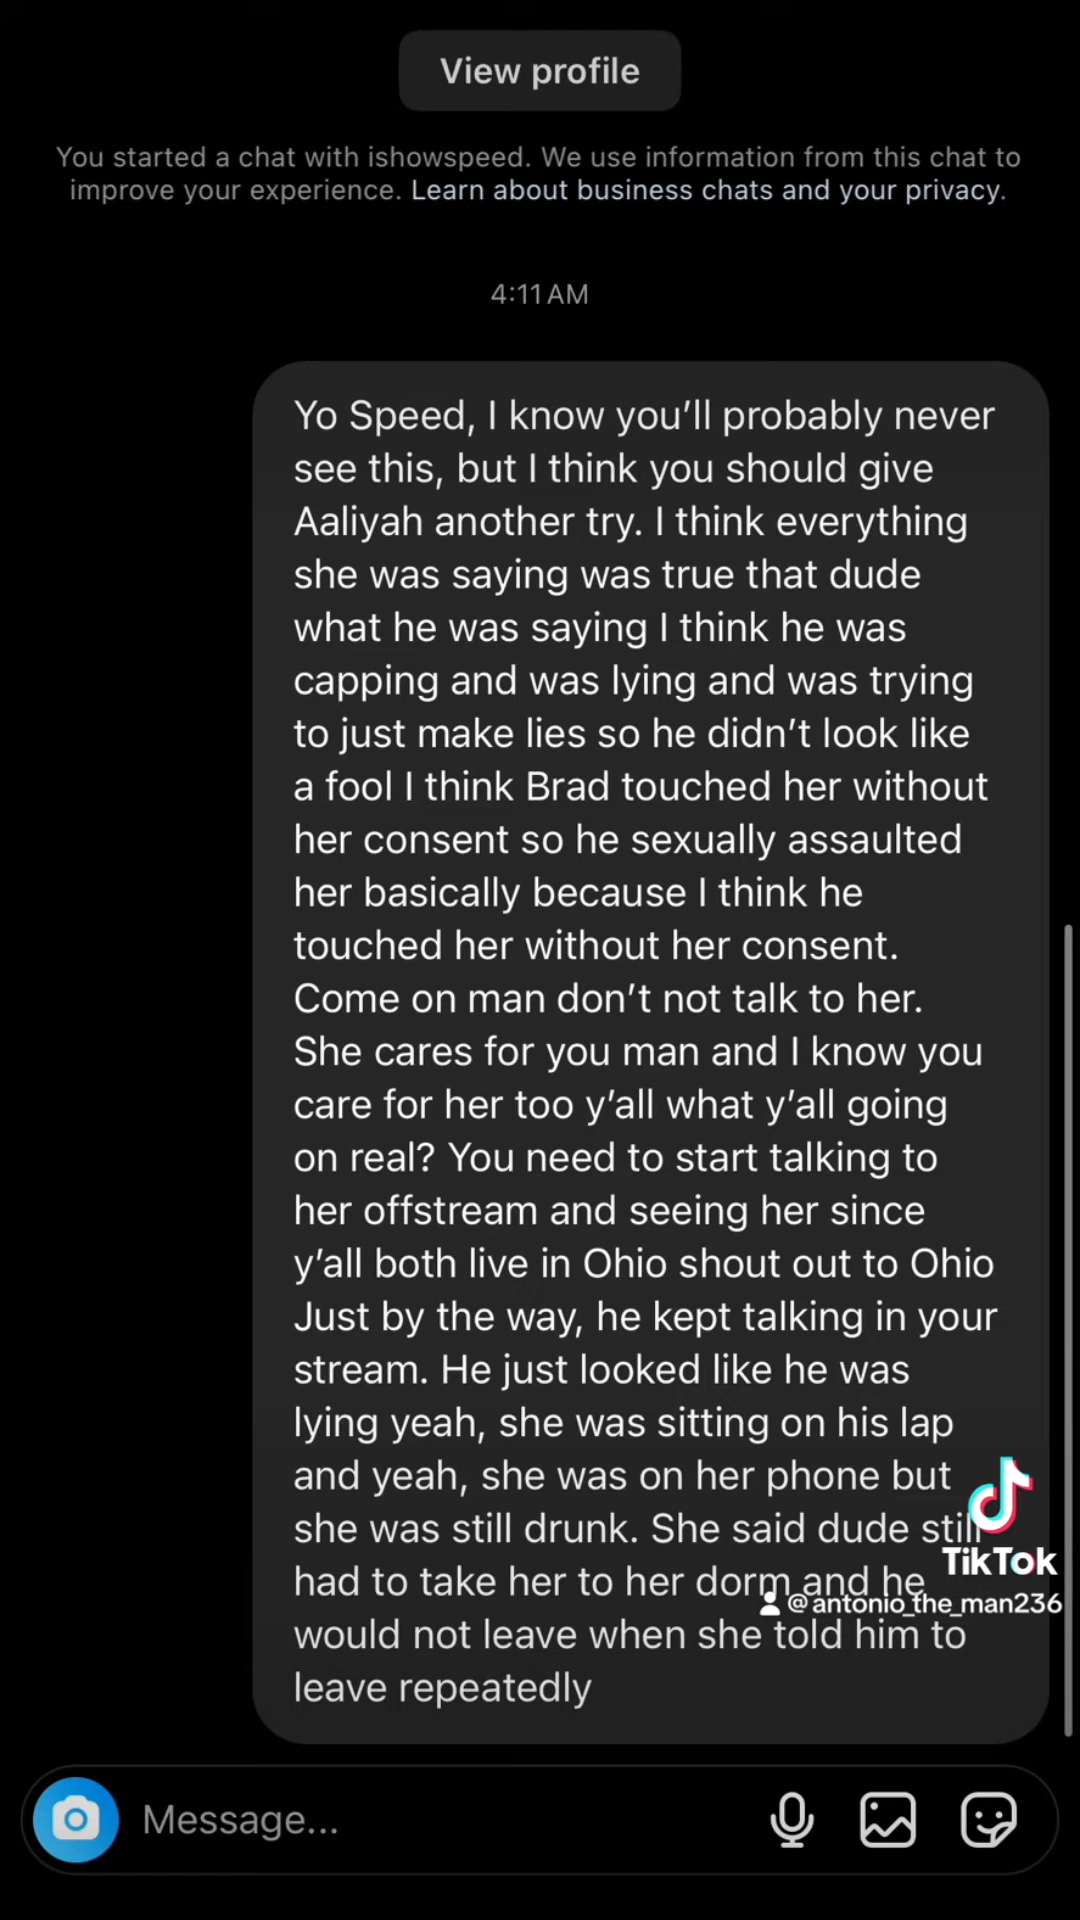 View profile
You started a chat with ishowspeed. We use information from this chat to
improve your experience. Learn about business chats and your privacy.
4:11 AM
Yo Speed, I know you'll probably never
see this, but I think you should give
Aaliyah another try. I think everything
she was saying was true that dude
what he was saying I think he was
capping and was lying and was trying
to just make lies so he didn't look like
a fool I think Brad touched her without
her consent so he sexually assaulted
her basically because I think he
touched her without her consent.
Come on man don't not talk to her.
She cares for you man and I know you
care for her too y'all what y'all going
on real? You need to start talking to
her offstream and seeing her since
y'all both live in Ohio shout out to Ohio
Just by the way, he kept talking in your
stream. He just looked like he was
lying yeah, she was sitting on his lap
and yeah, she was on her phone but
she was still drunk. She said dude still
had to take her to her dorm and he
would not leave when she told him to
leave repeatedly
TikTok
@antonio_the_man236
Message...